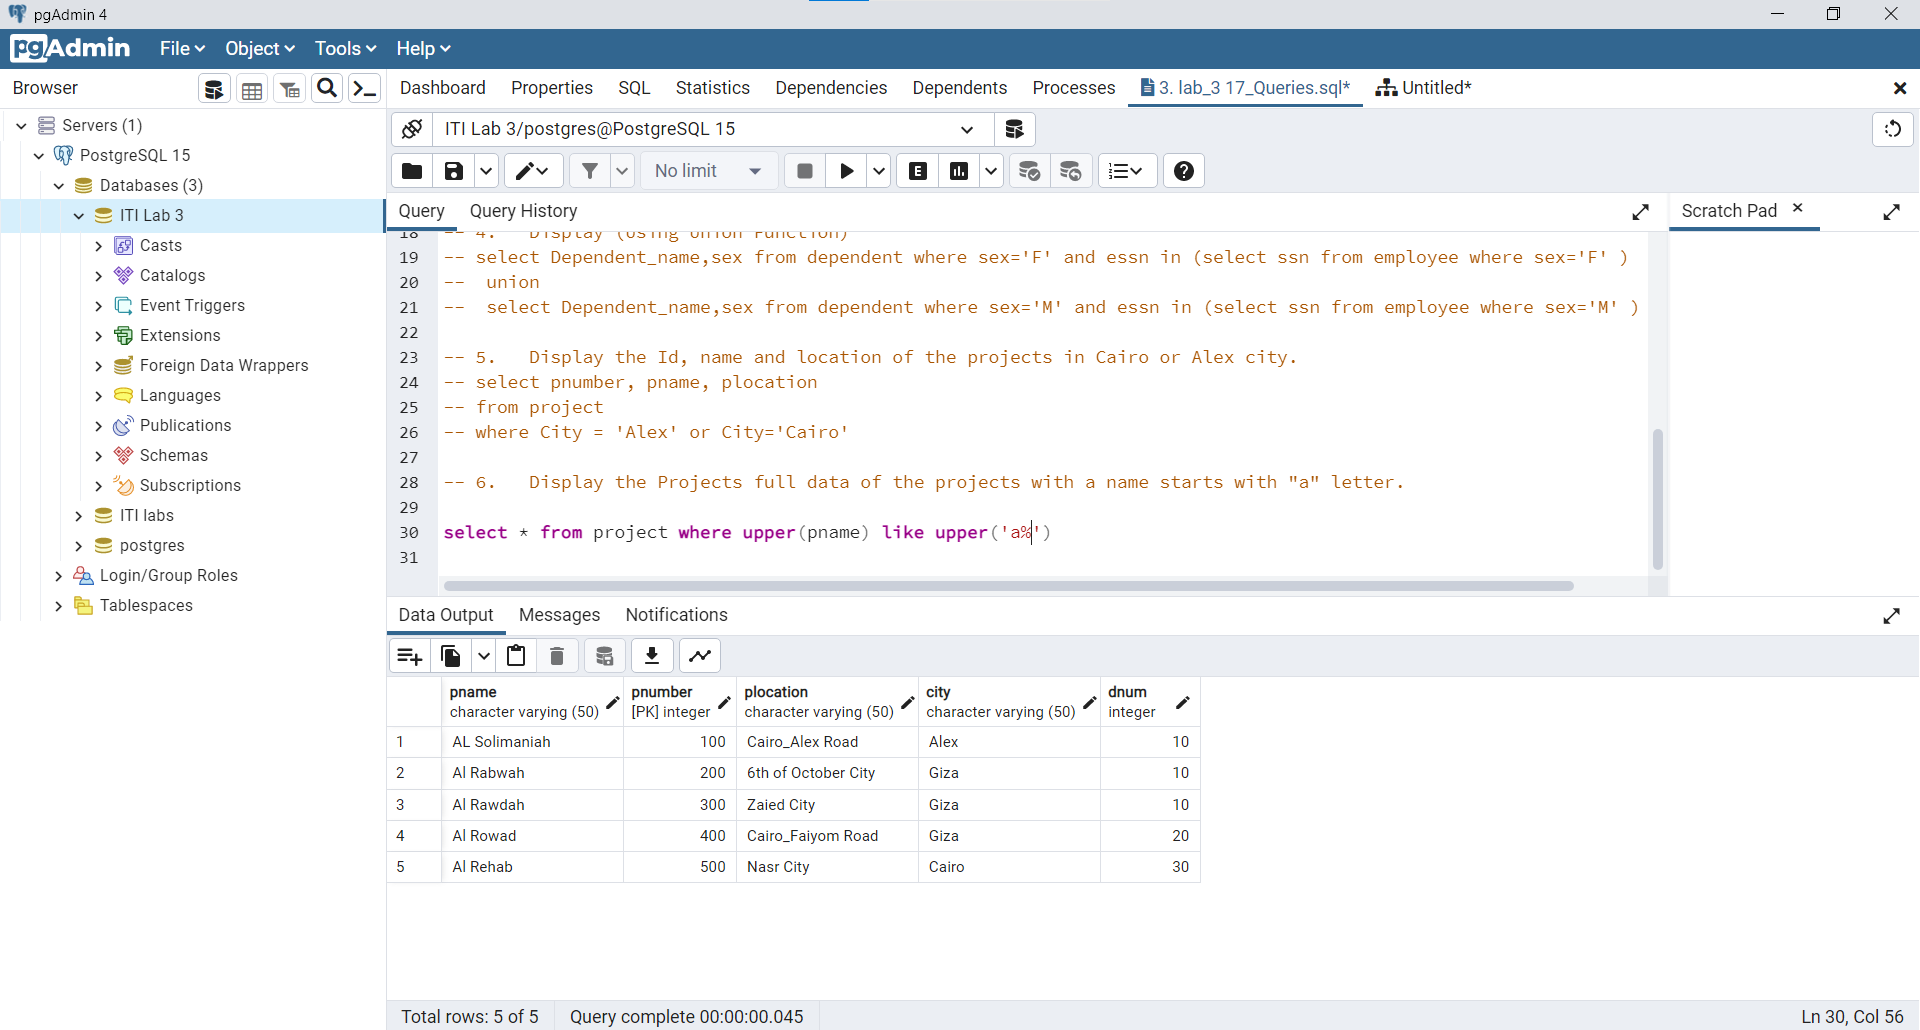 pgAdmin 4
pgAdmin File Object Tools Help
Browser
Dashboard Properties SQL Statistics Dependencies Dependents Processes 3. lab_3 17_Queries.sql* Untitled*
Servers (1)
PostgreSQL 15
Databases (3)
ITI Lab 3
Casts
Catalogs
Event Triggers
Extensions
Foreign Data Wrappers
Languages
Publications
Schemas
Subscriptions
ITI labs
postgres
Login/Group Roles
Tablespaces
ITI Lab 3/postgres@PostgreSQL 15
No limit
E
Query Query History
Scratch Pad
18 -- 4. Display (Using Union Function)
19 -- select Dependent_name,sex from dependent where sex='F' and essn in (select ssn from employee where sex='F' )
20 -- union
21 -- select Dependent_name,sex from dependent where sex='M' and essn in (select ssn from employee where sex='M' )
22
23 -- 5. Display the Id, name and location of the projects in Cairo or Alex city.
24 -- select pnumber, pname, plocation
25 -- from project
26 -- where City = 'Alex' or City='Cairo'
27
28 -- 6. Display the Projects full data of the projects with a name starts with "a" letter.
29
30 select * from project where upper(pname) like upper('a%')
31
Data Output Messages Notifications
pname pnumber plocation city dnum
character varying (50) [PK] integer character varying (50) character varying (50) integer
1 AL Solimaniah 100 Cairo_Alex Road Alex 10
2 Al Rabwah 200 6th of October City Giza 10
3 Al Rawdah 300 Zaied City Giza 10
4 Al Rowad 400 Cairo_Faiyom Road Giza 20
5 Al Rehab 500 Nasr City Cairo 30
Total rows: 5 of 5 Query complete 00:00:00.045 Ln 30, Col 56